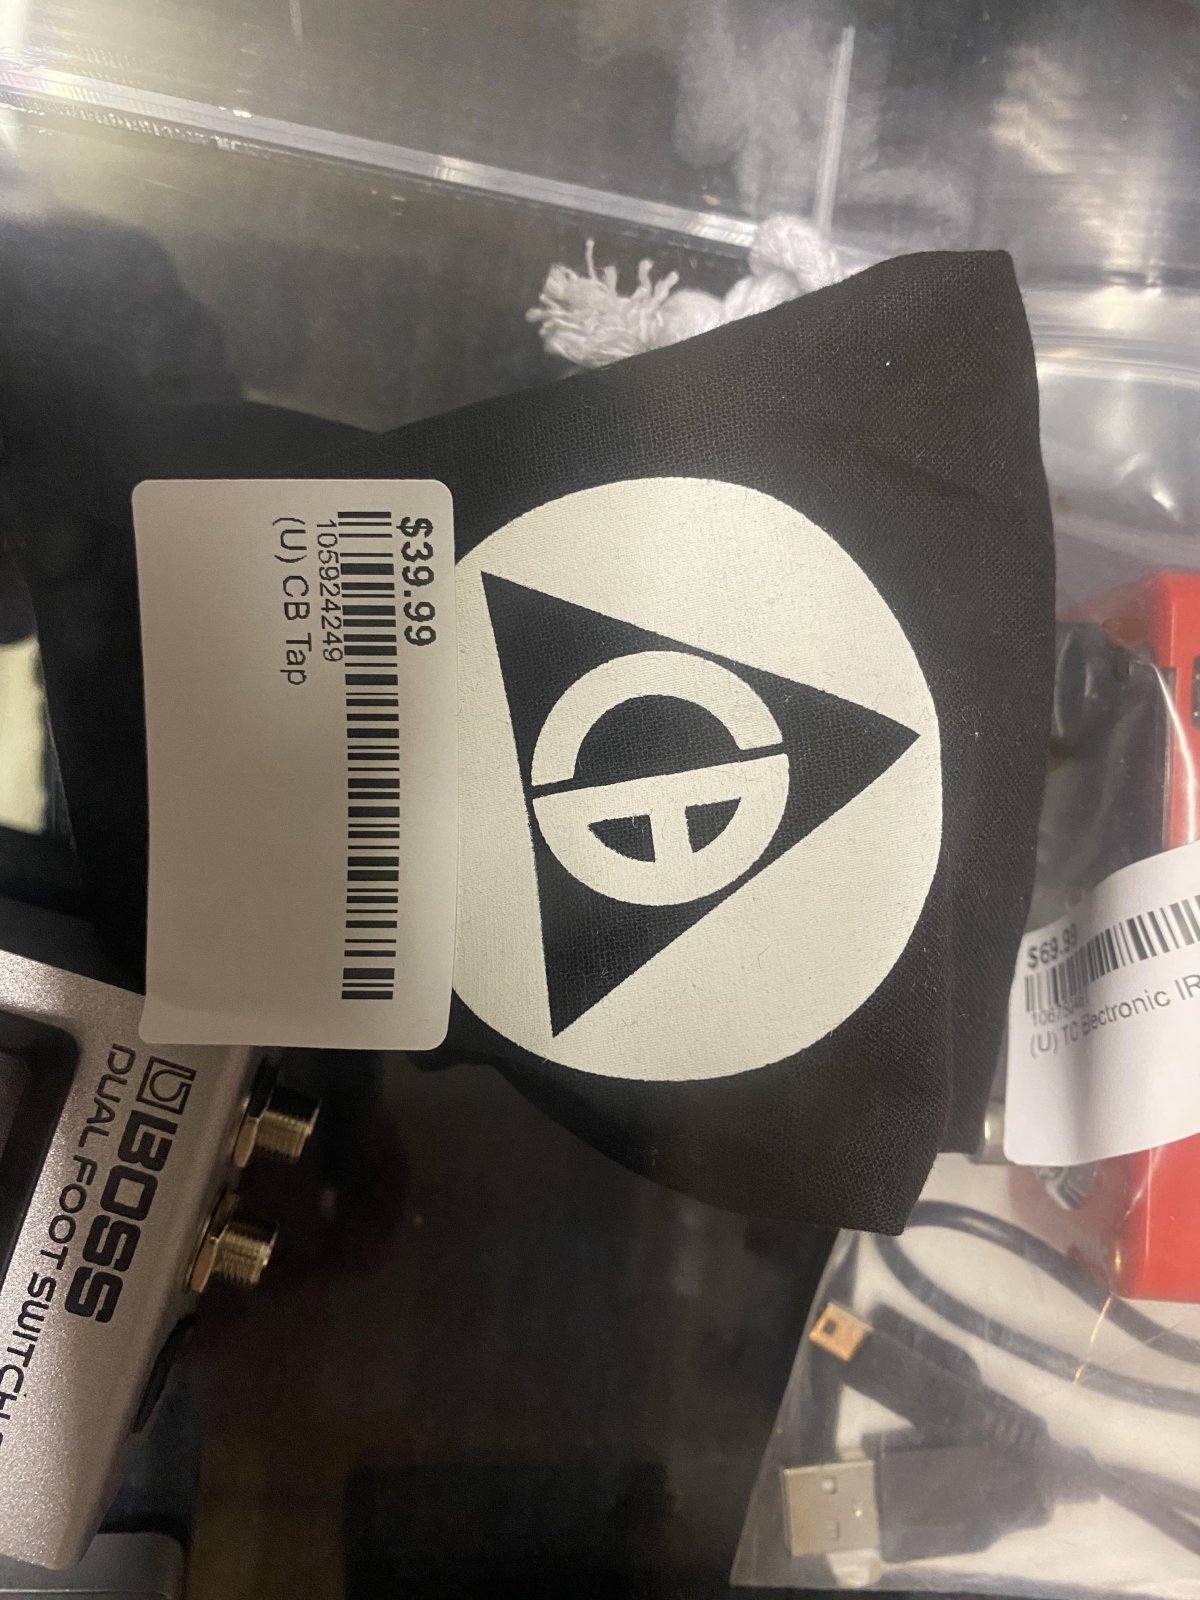 $39.99
105924249
(U) CB Tap
BOSS
DUAL FOOT SWITCH
$69.99
(U) TC Electronic IR